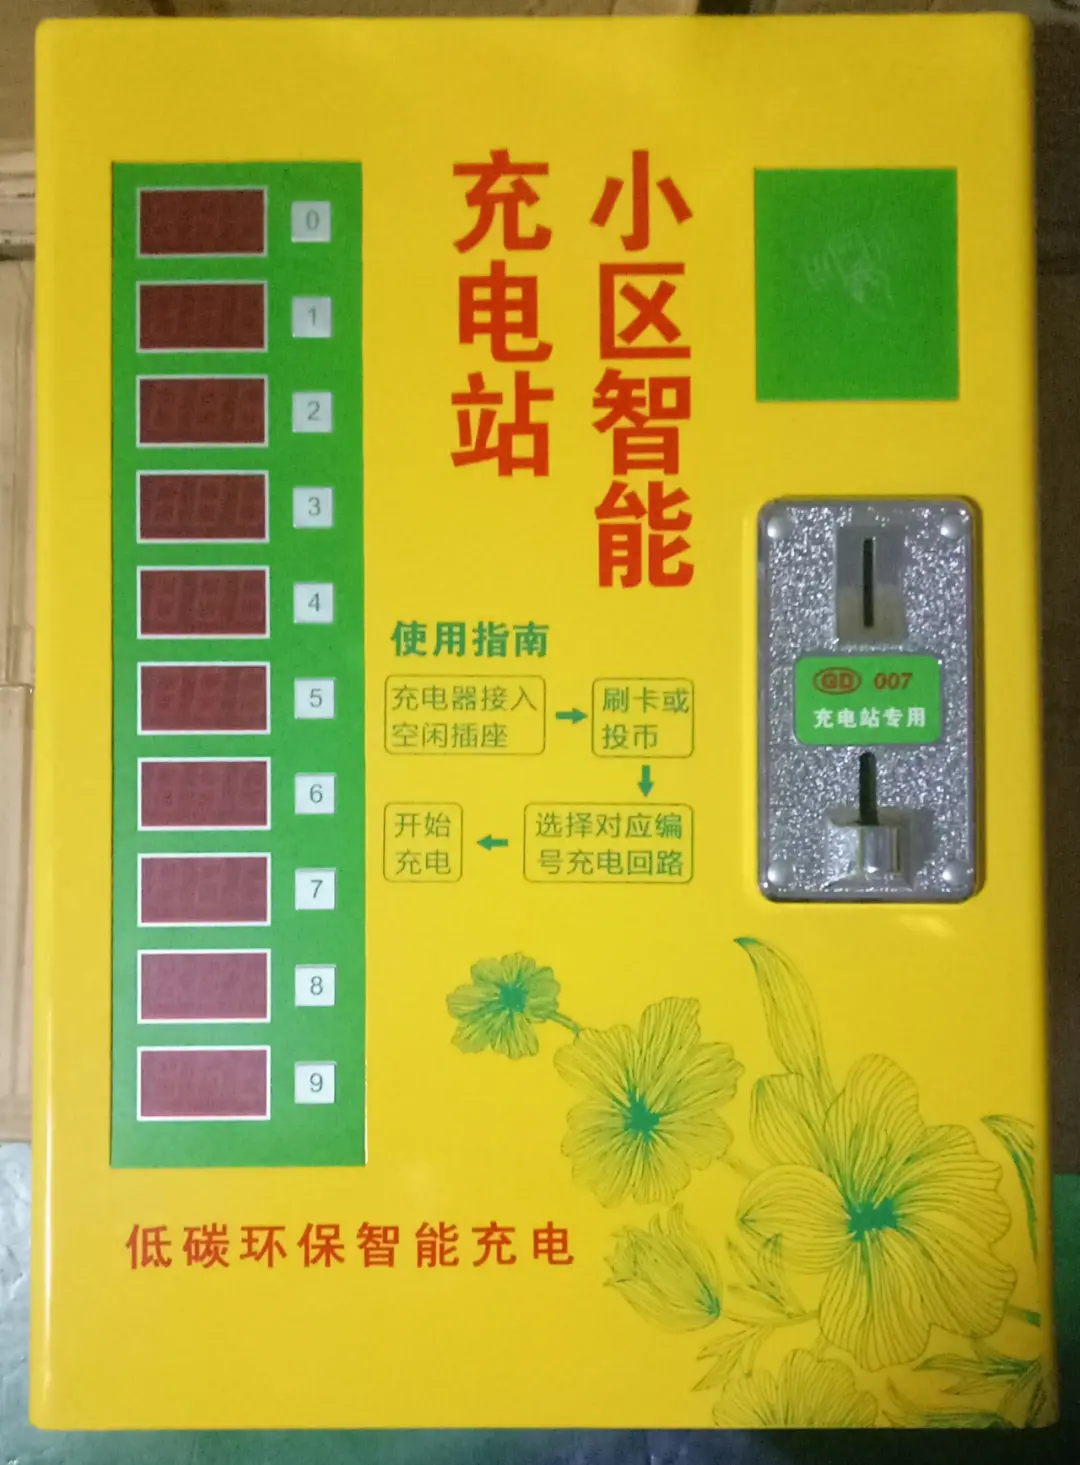 小区智能
充电站
0
1
2
3
4
5
6
7
8
9
使用指南
充电器接入
空闲插座
刷卡或
投币
选择对应编
号充电回路
开始
充电
GD 007
充电站专用
低碳环保智能充电